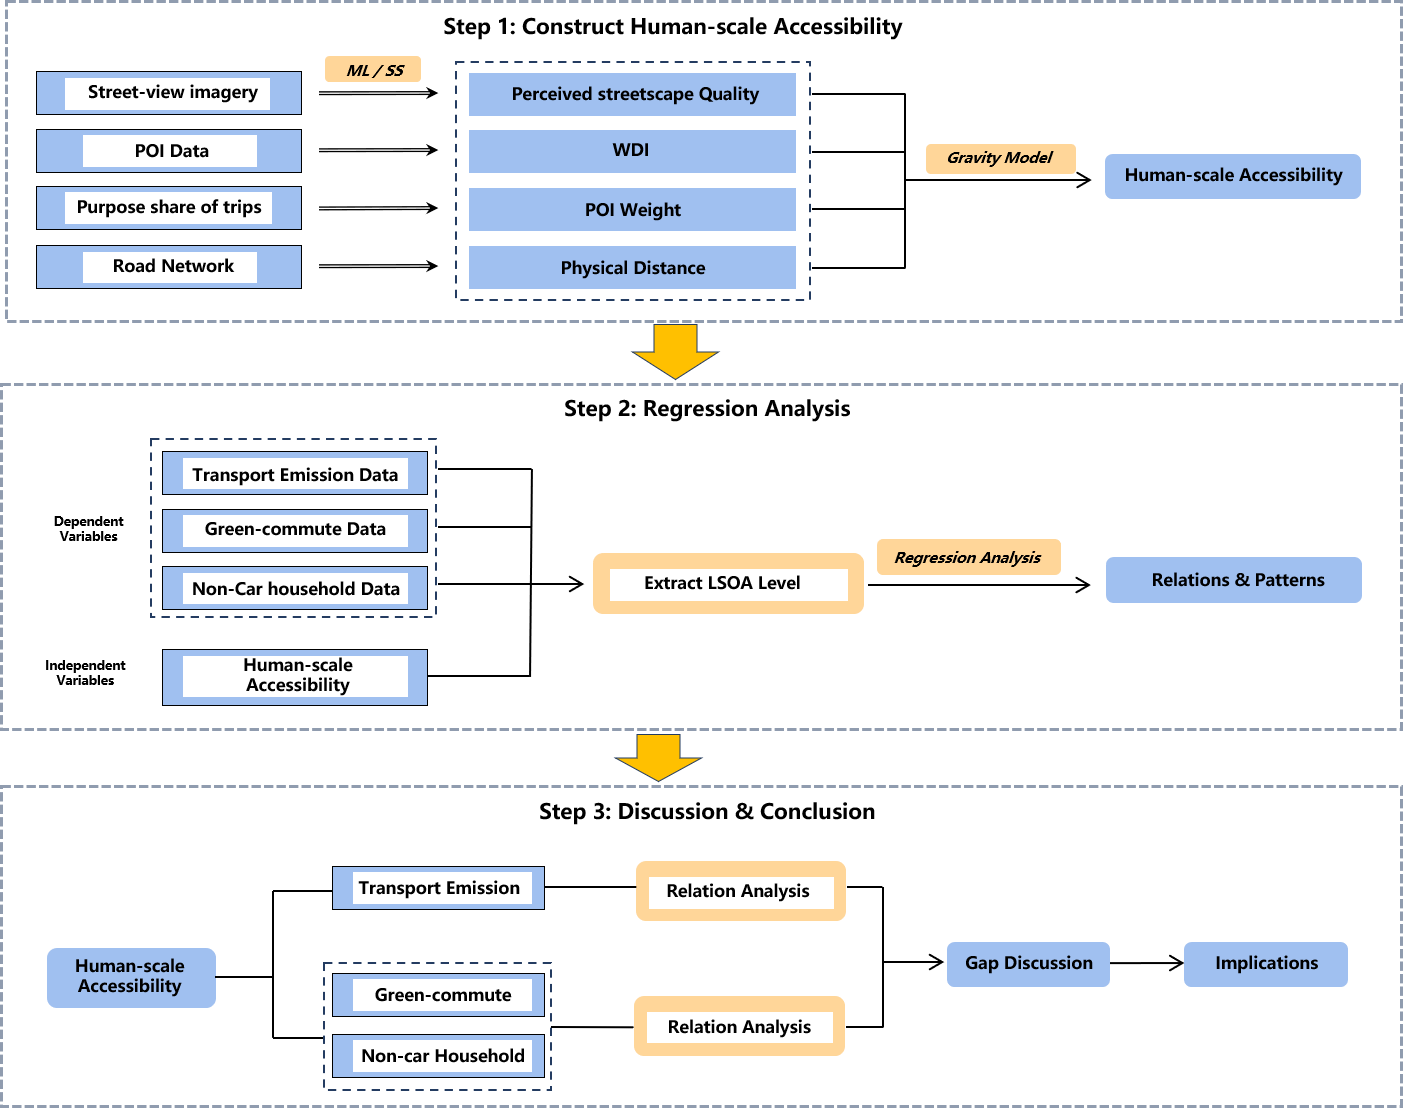 Step 1: Construct Human-scale Accessibility
Street-view imagery
ML / SS
Perceived streetscape Quality
POI Data
WDI
Gravity Model
Human-scale Accessibility
Purpose share of trips
POI Weight
Road Network
Physical Distance
Step 2: Regression Analysis
Dependent
Variables
Transport Emission Data
Green-commute Data
Non-Car household Data
Independent
Variables
Human-scale
Accessibility
Extract LSOA Level
Regression Analysis
Relations & Patterns
Step 3: Discussion & Conclusion
Human-scale
Accessibility
Transport Emission
Relation Analysis
Green-commute
Non-car Household
Relation Analysis
Gap Discussion
Implications